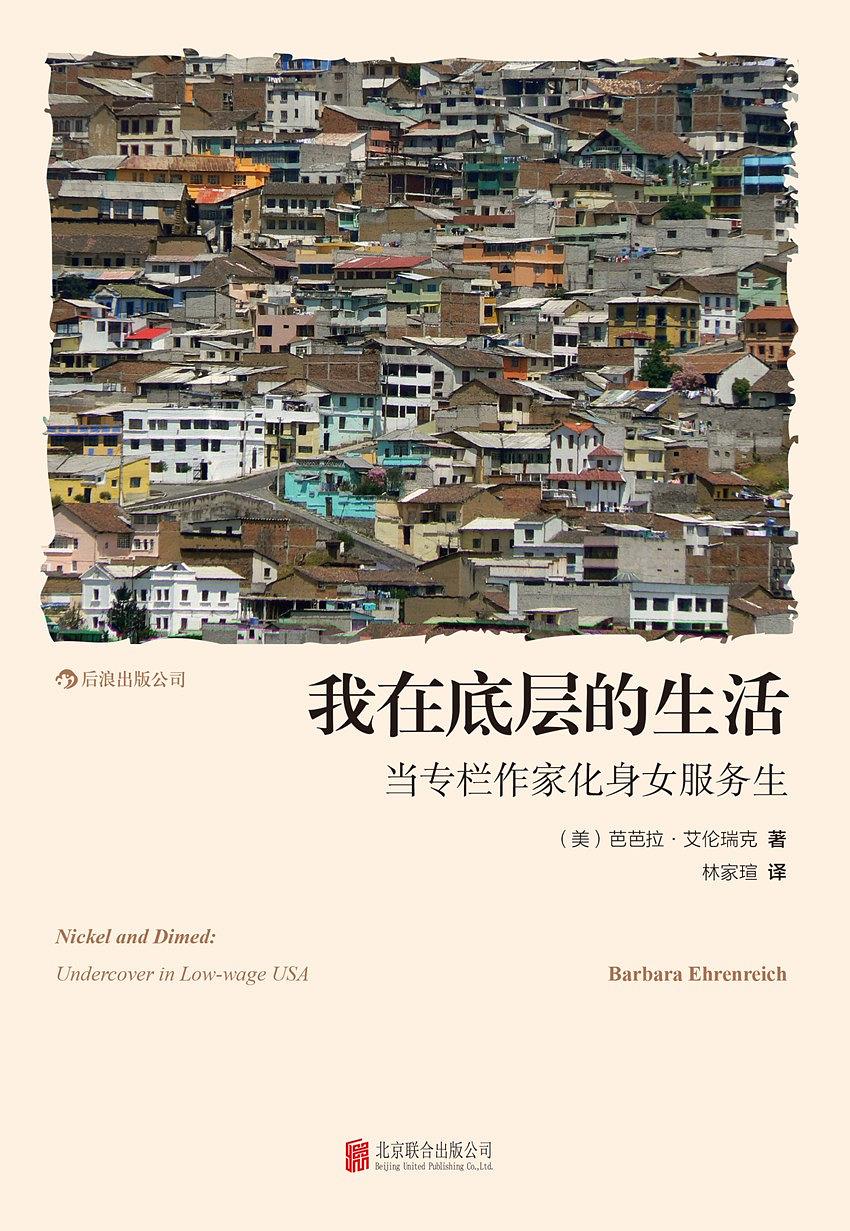 后浪出版公司
我在底层的生活
当专栏作家化身女服务生
（美）芭芭拉·艾伦瑞克 著
林家瑄 译
Nickel and Dimed:
Undercover in Low-wage USA
Barbara Ehrenreich
北京联合出版公司
Beijing United Publishing Co.,Ltd.